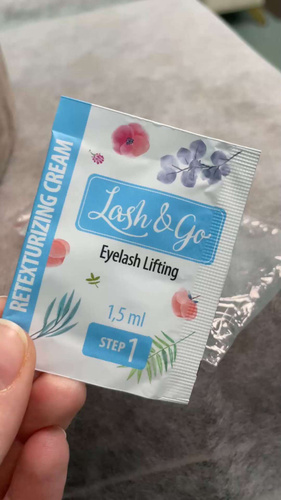 RETEXTURIZING CREAM
Lash & Go
Eyelash Lifting
1,5 ml
STEP 1